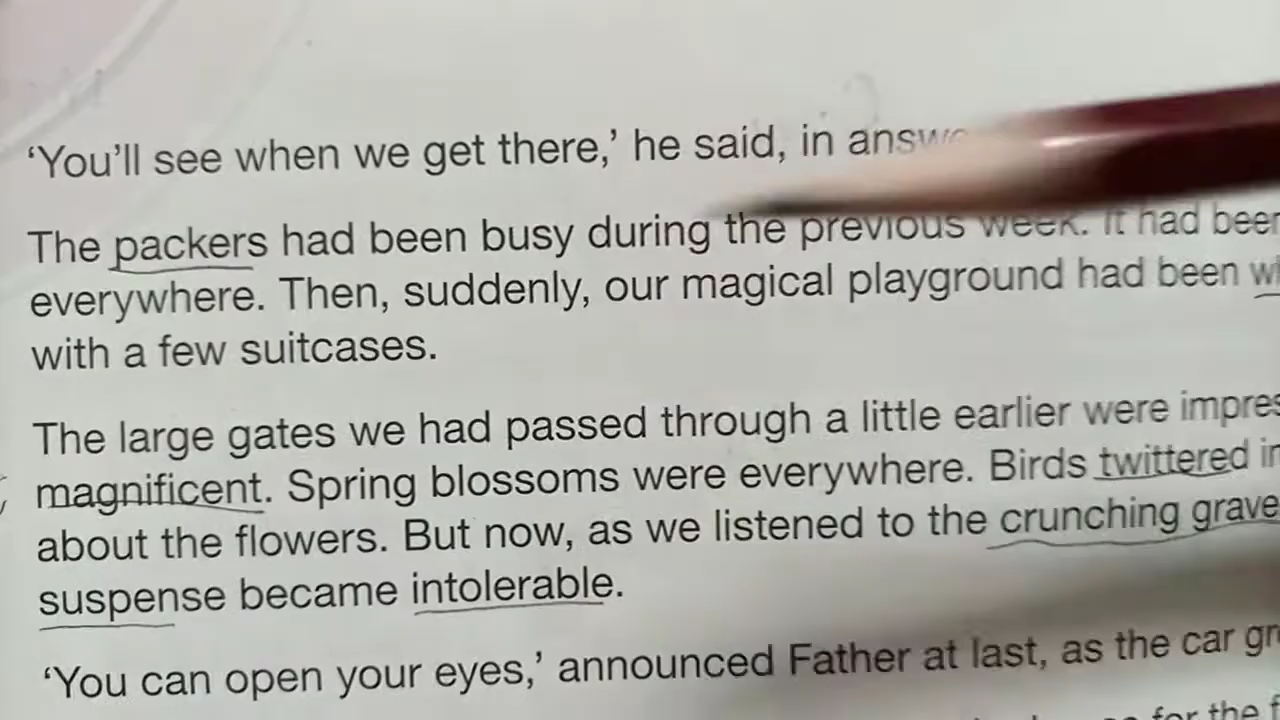 ‘You’ll see when we get there,’ he said, in
The packers had been busy during the previous week. It had been
everywhere. Then, suddenly, our magical playground had been
with a few suitcases.
The large gates we had passed through a little earlier were
magnificent. Spring blossoms were everywhere. Birds twittered in
about the flowers. But now, as we listened to the crunching
suspense became intolerable.
‘You can open your eyes,’ announced Father at last, as the car
for the